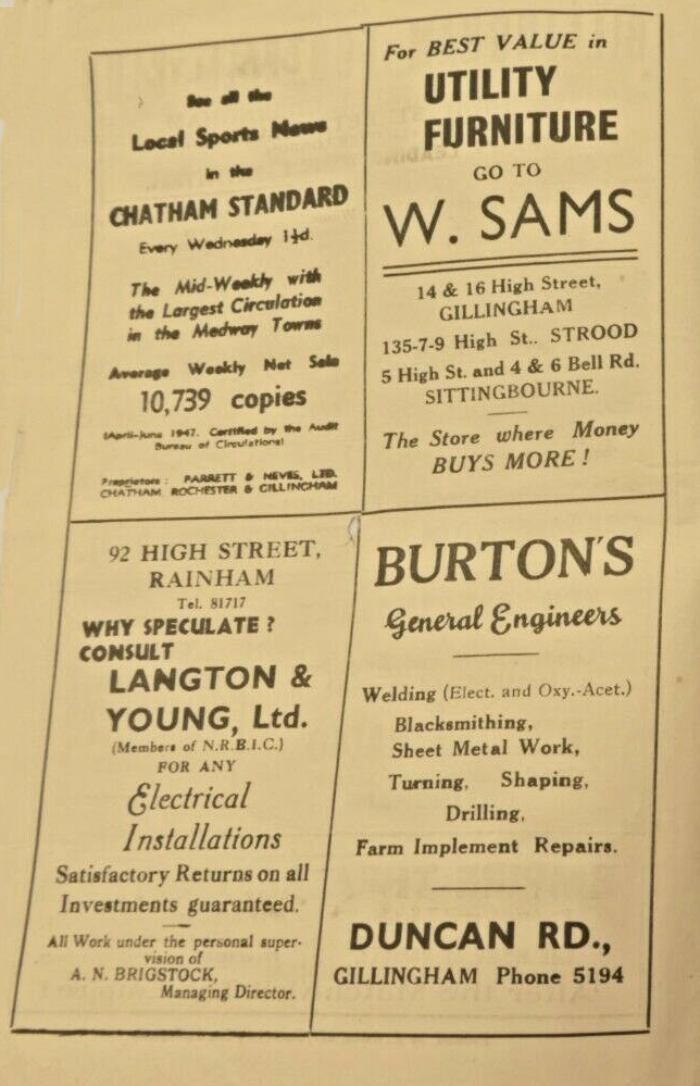 See all the
Local Sports News
in the
CHATHAM STANDARD
Every Wednesday 1½d.
The Mid-Weekly with
the Largest Circulation
in the Medway Towns
Average Weekly Net Sale
10,739 copies
(April-June 1947. Certified by the Audit
Bureau of Circulations)
Proprietors : PARRETT & NEVES, LTD.
CHATHAM, ROCHESTER & GILLINGHAM
For BEST VALUE in
UTILITY
FURNITURE
GO TO
W. SAMS
14 & 16 High Street,
GILLINGHAM
135-7-9 High St.. STROOD
5 High St. and 4 & 6 Bell Rd.
SITTINGBOURNE.
The Store where Money
BUYS MORE !
92 HIGH STREET,
RAINHAM
Tel. 81717
WHY SPECULATE ?
CONSULT
LANGTON &
YOUNG, Ltd.
(Members of N.R.B.I.C.)
FOR ANY
Electrical
Installations
Satisfactory Returns on all
Investments guaranteed.
All Work under the personal super-
vision of
A. N. BRIGSTOCK,
Managing Director.
BURTON'S
General Engineers
Welding (Elect. and Oxy.-Acet.)
Blacksmithing,
Sheet Metal Work,
Turning, Shaping,
Drilling,
Farm Implement Repairs.
DUNCAN RD.,
GILLINGHAM Phone 5194